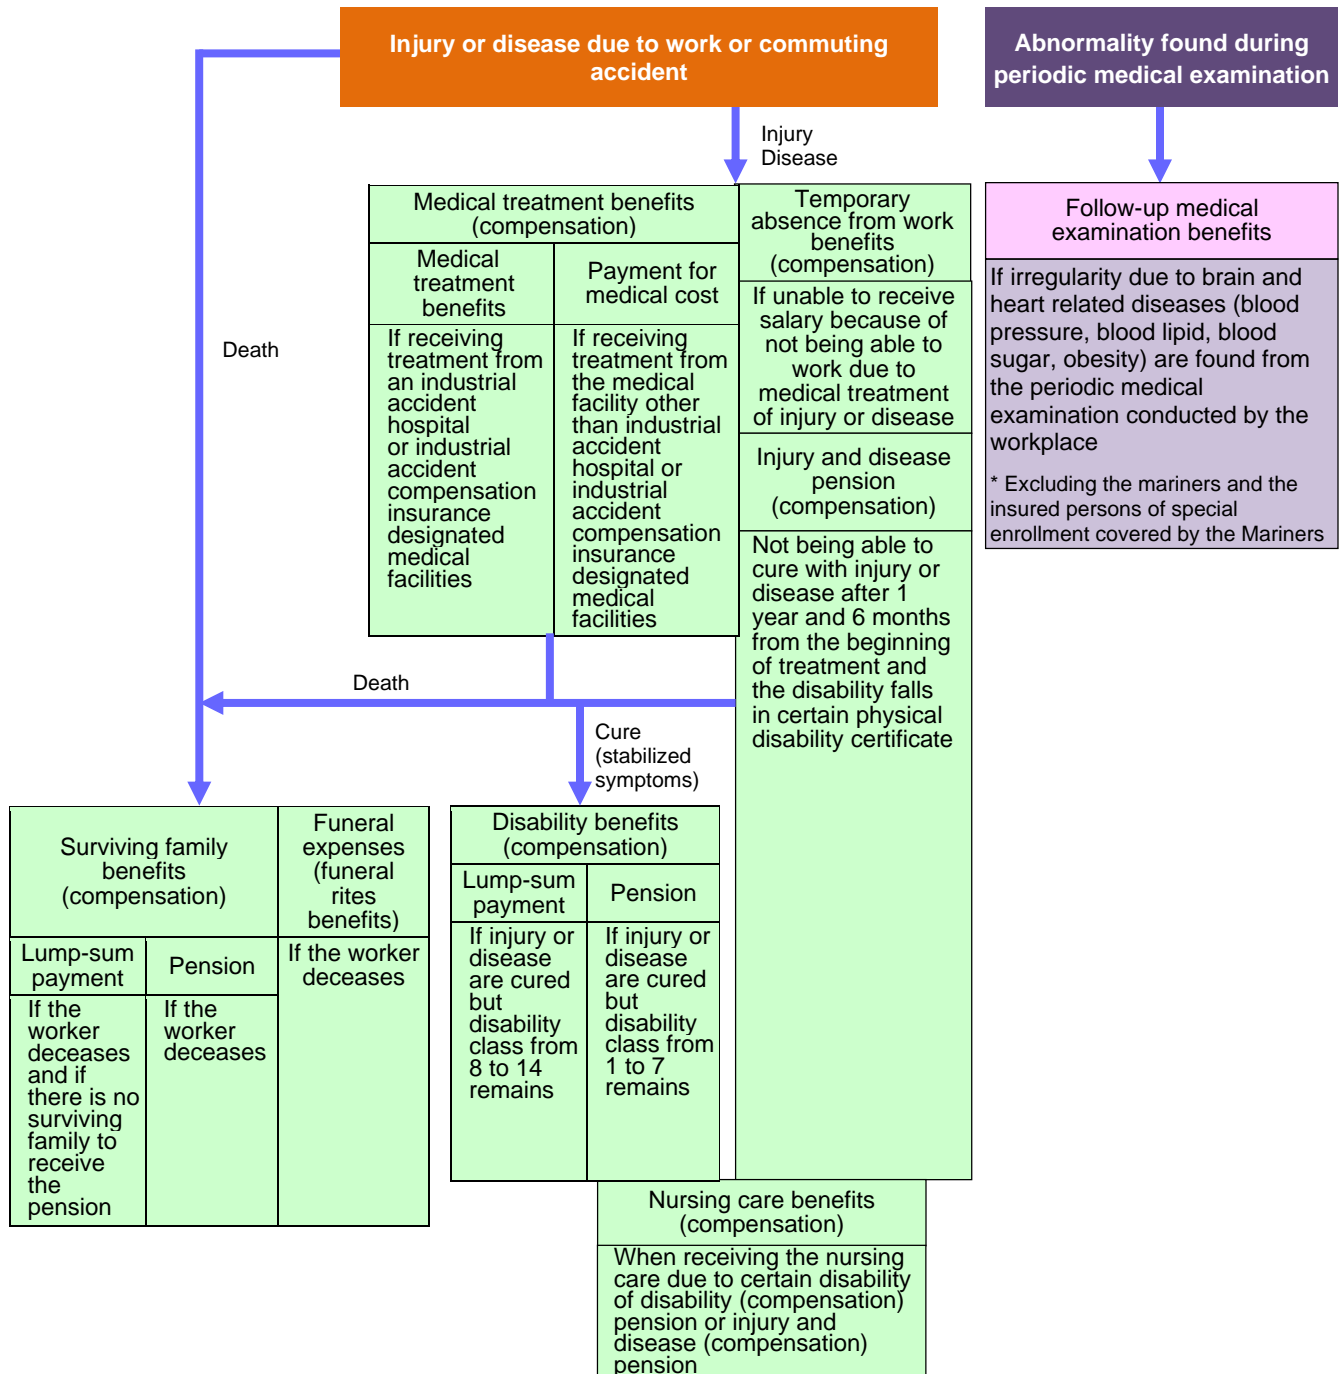 Injury or disease due to work or commuting
accident
Abnormality found during
periodic medical examination
Injury
Disease
Death
Medical treatment benefits
(compensation)
Medical
treatment
benefits
Payment for
medical cost
If receiving
treatment from
an industrial
accident
hospital
or industrial
accident
compensation
insurance
designated
medical
facilities
If receiving
treatment from
the medical
facility other
than industrial
accident
hospital or
industrial
accident
compensation
insurance
designated
medical
facilities
Temporary
absence from work
benefits
(compensation)
If unable to receive
salary because of
not being able to
work due to
medical treatment
of injury or disease
Injury and disease
pension
(compensation)
Not being able to
cure with injury or
disease after 1
year and 6 months
from the beginning
of treatment and
the disability falls
in certain physical
disability certificate
Follow-up medical
examination benefits
If irregularity due to brain and
heart related diseases (blood
pressure, blood lipid, blood
sugar, obesity) are found from
the periodic medical
examination conducted by the
workplace
* Excluding the mariners and the
insured persons of special
enrollment covered by the Mariners
Death
Cure
(stabilized
symptoms)
Surviving family
benefits
(compensation)
Funeral
expenses
(funeral
rites
benefits)
Lump-sum
payment
Pension
If the worker
deceases
If the
worker
deceases
and if
there is no
surviving
family to
receive
the
pension
If the
worker
deceases
Disability benefits
(compensation)
Lump-sum
payment
Pension
If injury or
disease
are cured
but
disability
class from
8 to 14
remains
If injury or
disease
are cured
but
disability
class from
1 to 7
remains
Nursing care benefits
(compensation)
When receiving the nursing
care due to certain disability
of disability (compensation)
pension or injury and
disease (compensation)
pension